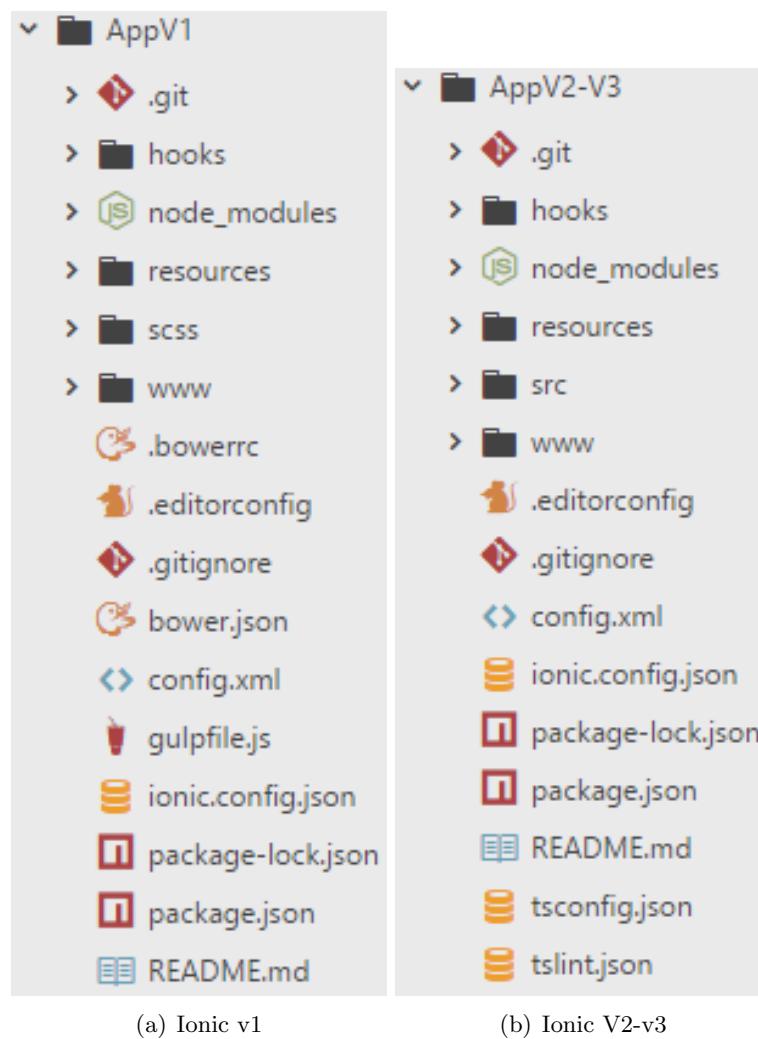 AppV1
.git
hooks
node_modules
resources
scss
www
.bowerrc
.editorconfig
.gitignore
bower.json
config.xml
gulpfile.js
ionic.config.json
package-lock.json
package.json
README.md
(a) Ionic v1
AppV2-V3
.git
hooks
node_modules
resources
src
www
.editorconfig
.gitignore
config.xml
ionic.config.json
package-lock.json
package.json
README.md
tsconfig.json
tslint.json
(b) Ionic V2-v3